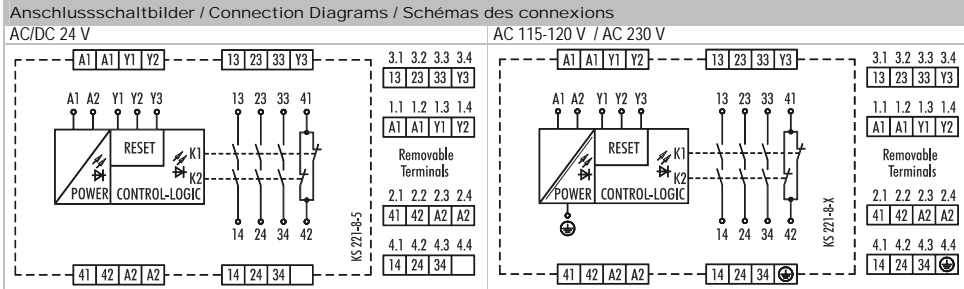 Anschlussschaltbilder / Connection Diagrams / Schémas des connexions
AC/DC 24 V
A1 A1 Y1 Y2
13 23 33 Y3
A1 A2 Y1 Y2 Y3
13 23 33 41
RESET
K1
K2
POWER CONTROL-LOGIC
14 24 34 42
KS 221-8-5
41 42 A2 A2
14 24 34
3.1 3.2 3.3 3.4
13 23 33 Y3
1.1 1.2 1.3 1.4
A1 A1 Y1 Y2
Removable
Terminals
2.1 2.2 2.3 2.4
41 42 A2 A2
4.1 4.2 4.3 4.4
14 24 34
AC 115-120 V / AC 230 V
A1 A1 Y1 Y2
13 23 33 Y3
A1 A2 Y1 Y2 Y3
13 23 33 41
RESET
K1
K2
POWER CONTROL-LOGIC
14 24 34 42
KS 221-8-X
41 42 A2 A2
14 24 34
3.1 3.2 3.3 3.4
13 23 33 Y3
1.1 1.2 1.3 1.4
A1 A1 Y1 Y2
Removable
Terminals
2.1 2.2 2.3 2.4
41 42 A2 A2
4.1 4.2 4.3 4.4
14 24 34